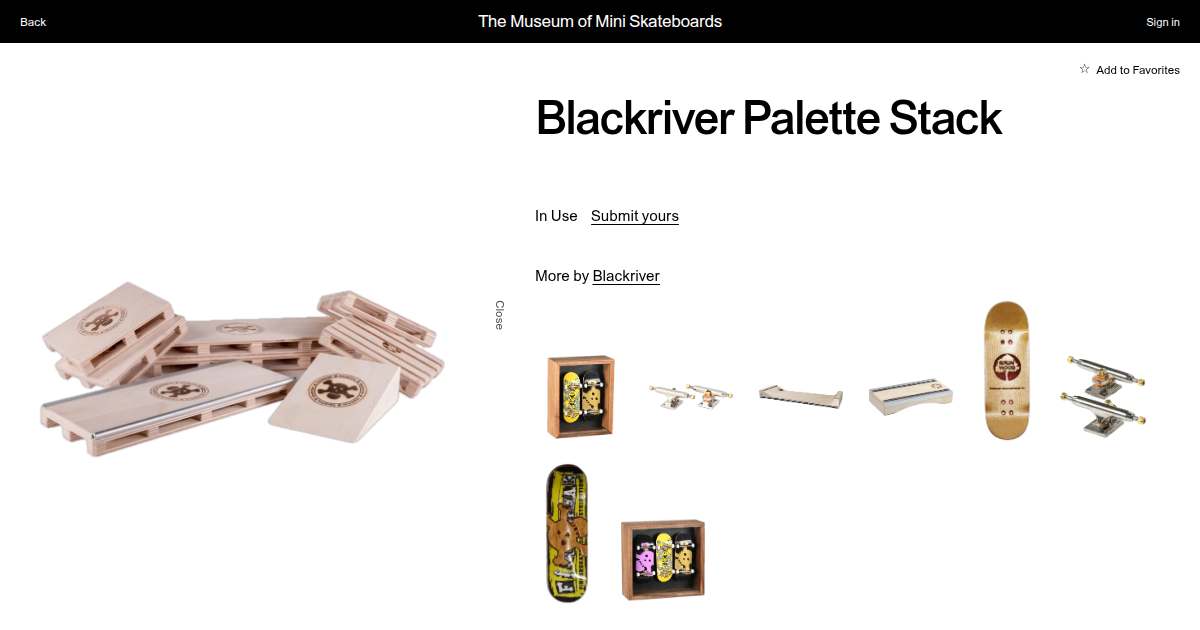 Back
The Museum of Mini Skateboards
Sign in
☆ Add to Favorites
Blackriver Palette Stack
In Use Submit yours
More by Blackriver
Close